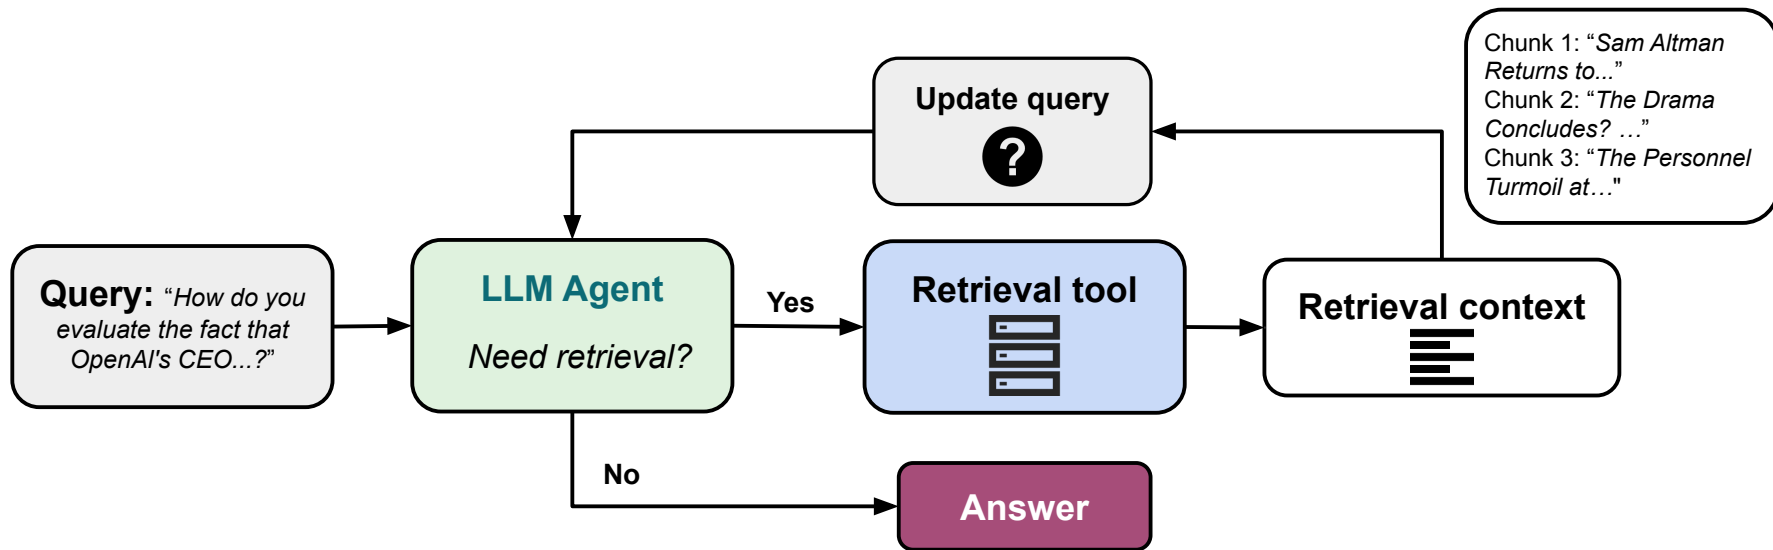 Query: “How do you
evaluate the fact that
OpenAI's CEO...?”
LLM Agent
Need retrieval?
Yes
No
Retrieval tool
Retrieval context
Update query
?
Chunk 1: “Sam Altman
Returns to...”
Chunk 2: “The Drama
Concludes? …”
Chunk 3: “The Personnel
Turmoil at…"
Answer